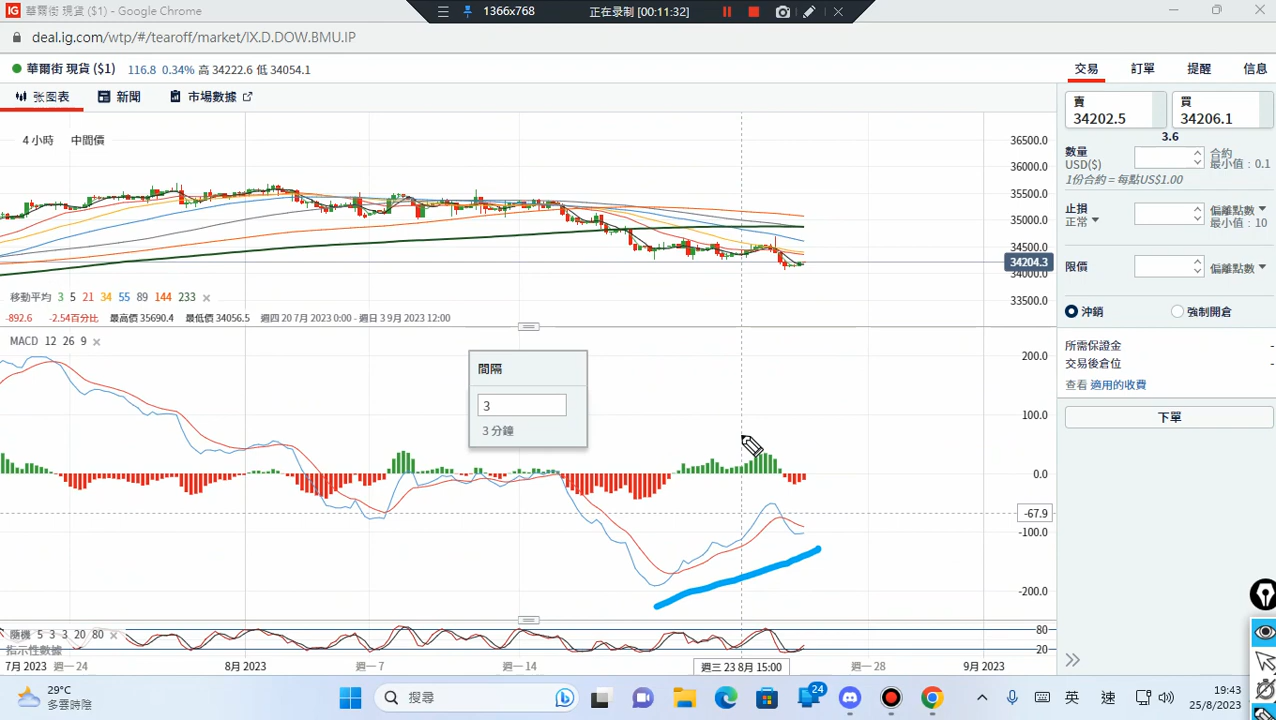 IG 華爾街 現貨 ($1) - Google Chrome
1366x768
正在录制 [00:11:32]
deal.ig.com/wtp/#/tearoff/market/IX.D.DOW.BMU.IP
華爾街 現貨 ($1) 116.8 0.34% 高 34222.6 低 34054.1
交易 訂單 提醒 信息
张图表 新聞 市場數據
賣 34202.5
買 34206.1
3.6
4 小時 中間價
36500.0
36000.0
35500.0
35000.0
34500.0
34204.3
34000.0
33500.0
數量
USD($)
合約
最小值 : 0.1
1份合約 = 每點US$1.00
止損
正常
偏離點數
最小值 : 10
限價
偏離點數
移動平均 3 5 21 34 55 89 144 233
-892.6 -2.54百分比 最高價 35690.4 最低價 34056.5 週四 20 7月 2023 0:00 - 週日 3 9月 2023 12:00
沖銷 強制開倉
MACD 12 26 9
200.0
100.0
0.0
-67.9
-100.0
-200.0
間隔
3
3 分鐘
所需保證金 -
交易後倉位 -
查看 適用的收費
下單
隨機 5 3 3 20 80
指示性數據
80
20
7月 2023 週一 24 8月 2023 週一 7 週一 14 週三 23 8月 15:00 週一 28 9月 2023
29°C
多雲時陰
搜尋
24
英
速
19:43
25/8/2023